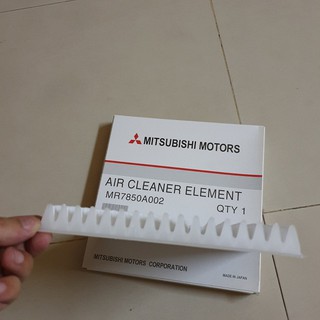 MITSUBISHI MOTORS
AIR CLEANER ELEMENT
MR7850A002
QTY 1
MITSUBISHI MOTORS CORPORATION
MADE IN JAPAN